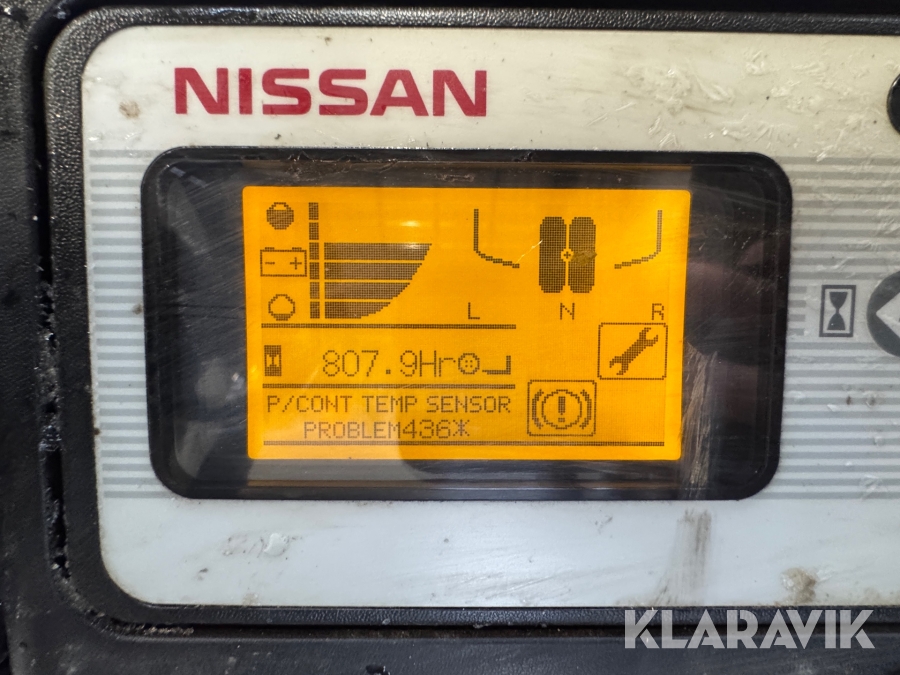 NISSAN
- +
L N R
807.9Hr
P/CONT TEMP SENSOR
PROBLEM436*
KLARAVIK